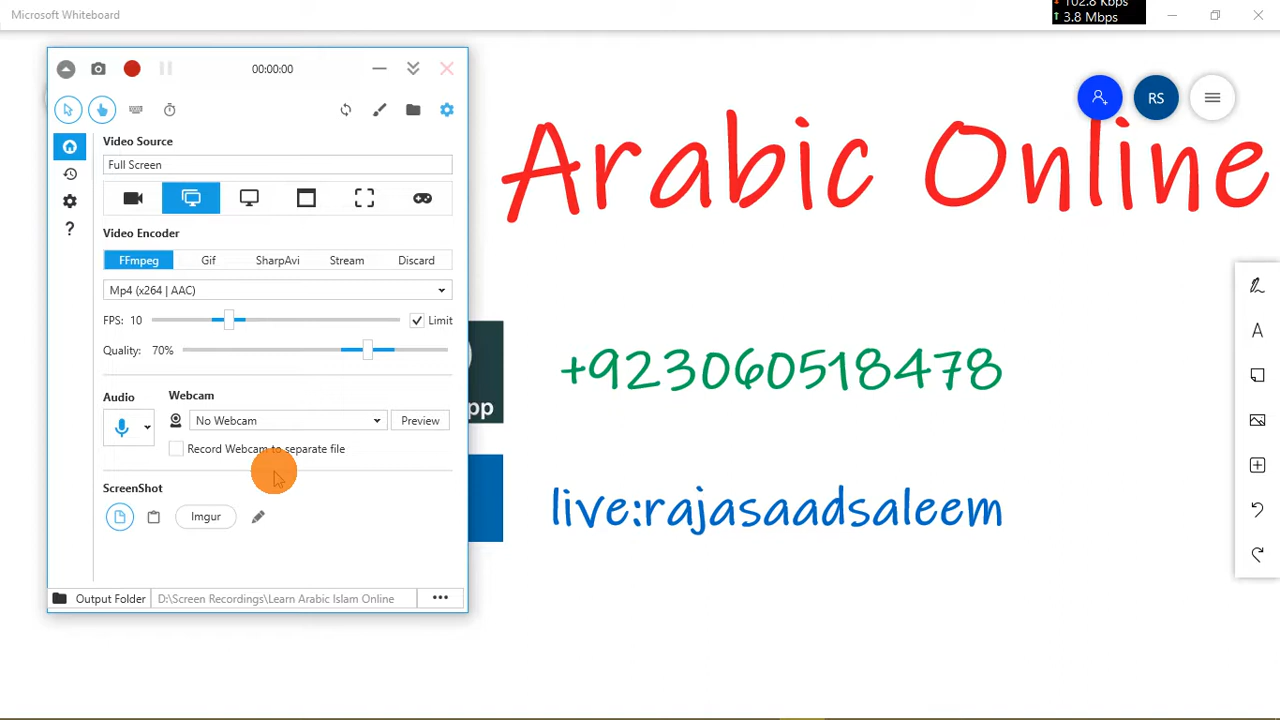 Microsoft Whiteboard
102.8 Kbps
3.8 Mbps
00:00:00
RS
Video Source
Full Screen
Video Encoder
FFmpeg Gif SharpAvi Stream Discard
Mp4 (x264 | AAC)
FPS: 10 Limit
Quality: 70%
Audio Webcam
No Webcam Preview
Record Webcam to separate file
ScreenShot
Imgur
Output Folder D:\Screen Recordings\Learn Arabic Islam Online
Arabic Online
pp
+923060518478
live:rajasaadsaleem